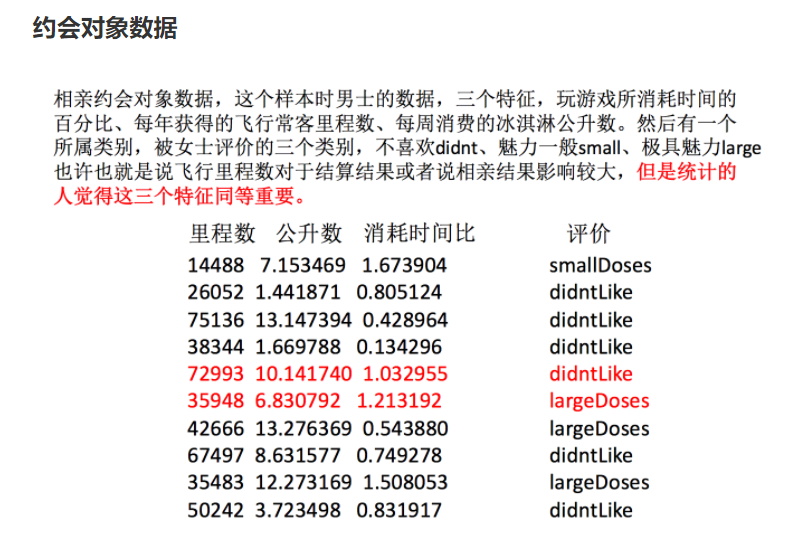 约会对象数据
相亲约会对象数据，这个样本时男士的数据，三个特征，玩游戏所消耗时间的
百分比、每年获得的飞行常客里程数、每周消费的冰淇淋公升数。然后有一个
所属类别，被女士评价的三个类别，不喜欢didnt、魅力一般small、极具魅力large
也许也就是说飞行里程数对于结算结果或者说相亲结果影响较大，但是统计的
人觉得这三个特征同等重要。
里程数 公升数 消耗时间比 评价
14488 7.153469 1.673904 smallDoses
26052 1.441871 0.805124 didntLike
75136 13.147394 0.428964 didntLike
38344 1.669788 0.134296 didntLike
72993 10.141740 1.032955 didntLike
35948 6.830792 1.213192 largeDoses
42666 13.276369 0.543880 largeDoses
67497 8.631577 0.749278 didntLike
35483 12.273169 1.508053 largeDoses
50242 3.723498 0.831917 didntLike